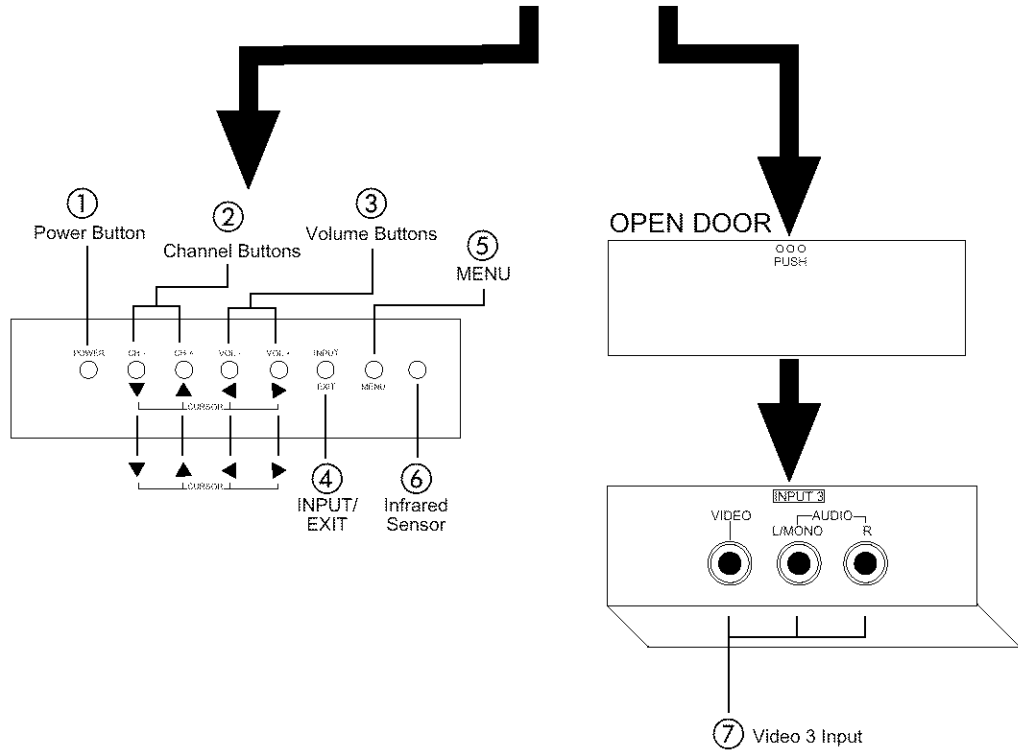 ① Power Button
② Channel Buttons
③ Volume Buttons
⑤ MENU
POWER CH - CH + VOL - VOL + INPUT
EXIT MENU
CURSOR
CURSOR
④ INPUT/
EXIT
⑥ Infrared
Sensor
OPEN DOOR
PUSH
INPUT 3
VIDEO AUDIO
L/MONO R
⑦ Video 3 Input